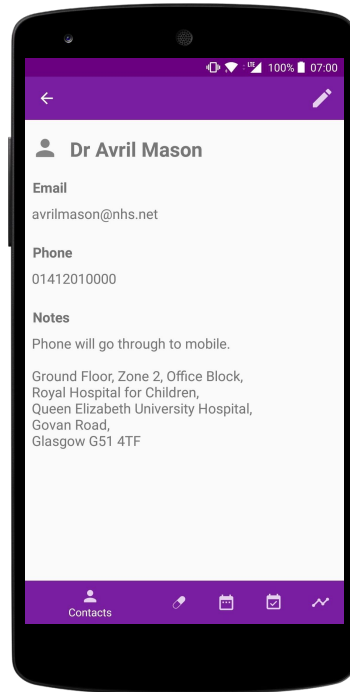 LTE 100% 07:00
Dr Avril Mason
Email
avrilmason@nhs.net
Phone
01412010000
Notes
Phone will go through to mobile.
Ground Floor, Zone 2, Office Block,
Royal Hospital for Children,
Queen Elizabeth University Hospital,
Govan Road,
Glasgow G51 4TF
Contacts